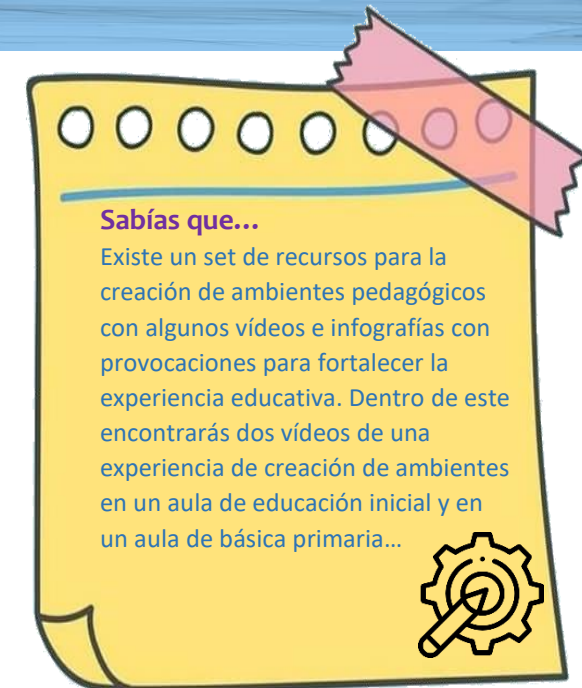 Sabías que...
Existe un set de recursos para la
creación de ambientes pedagógicos
con algunos vídeos e infografías con
provocaciones para fortalecer la
experiencia educativa. Dentro de este
encontrarás dos vídeos de una
experiencia de creación de ambientes
en un aula de educación inicial y en
un aula de básica primaria...